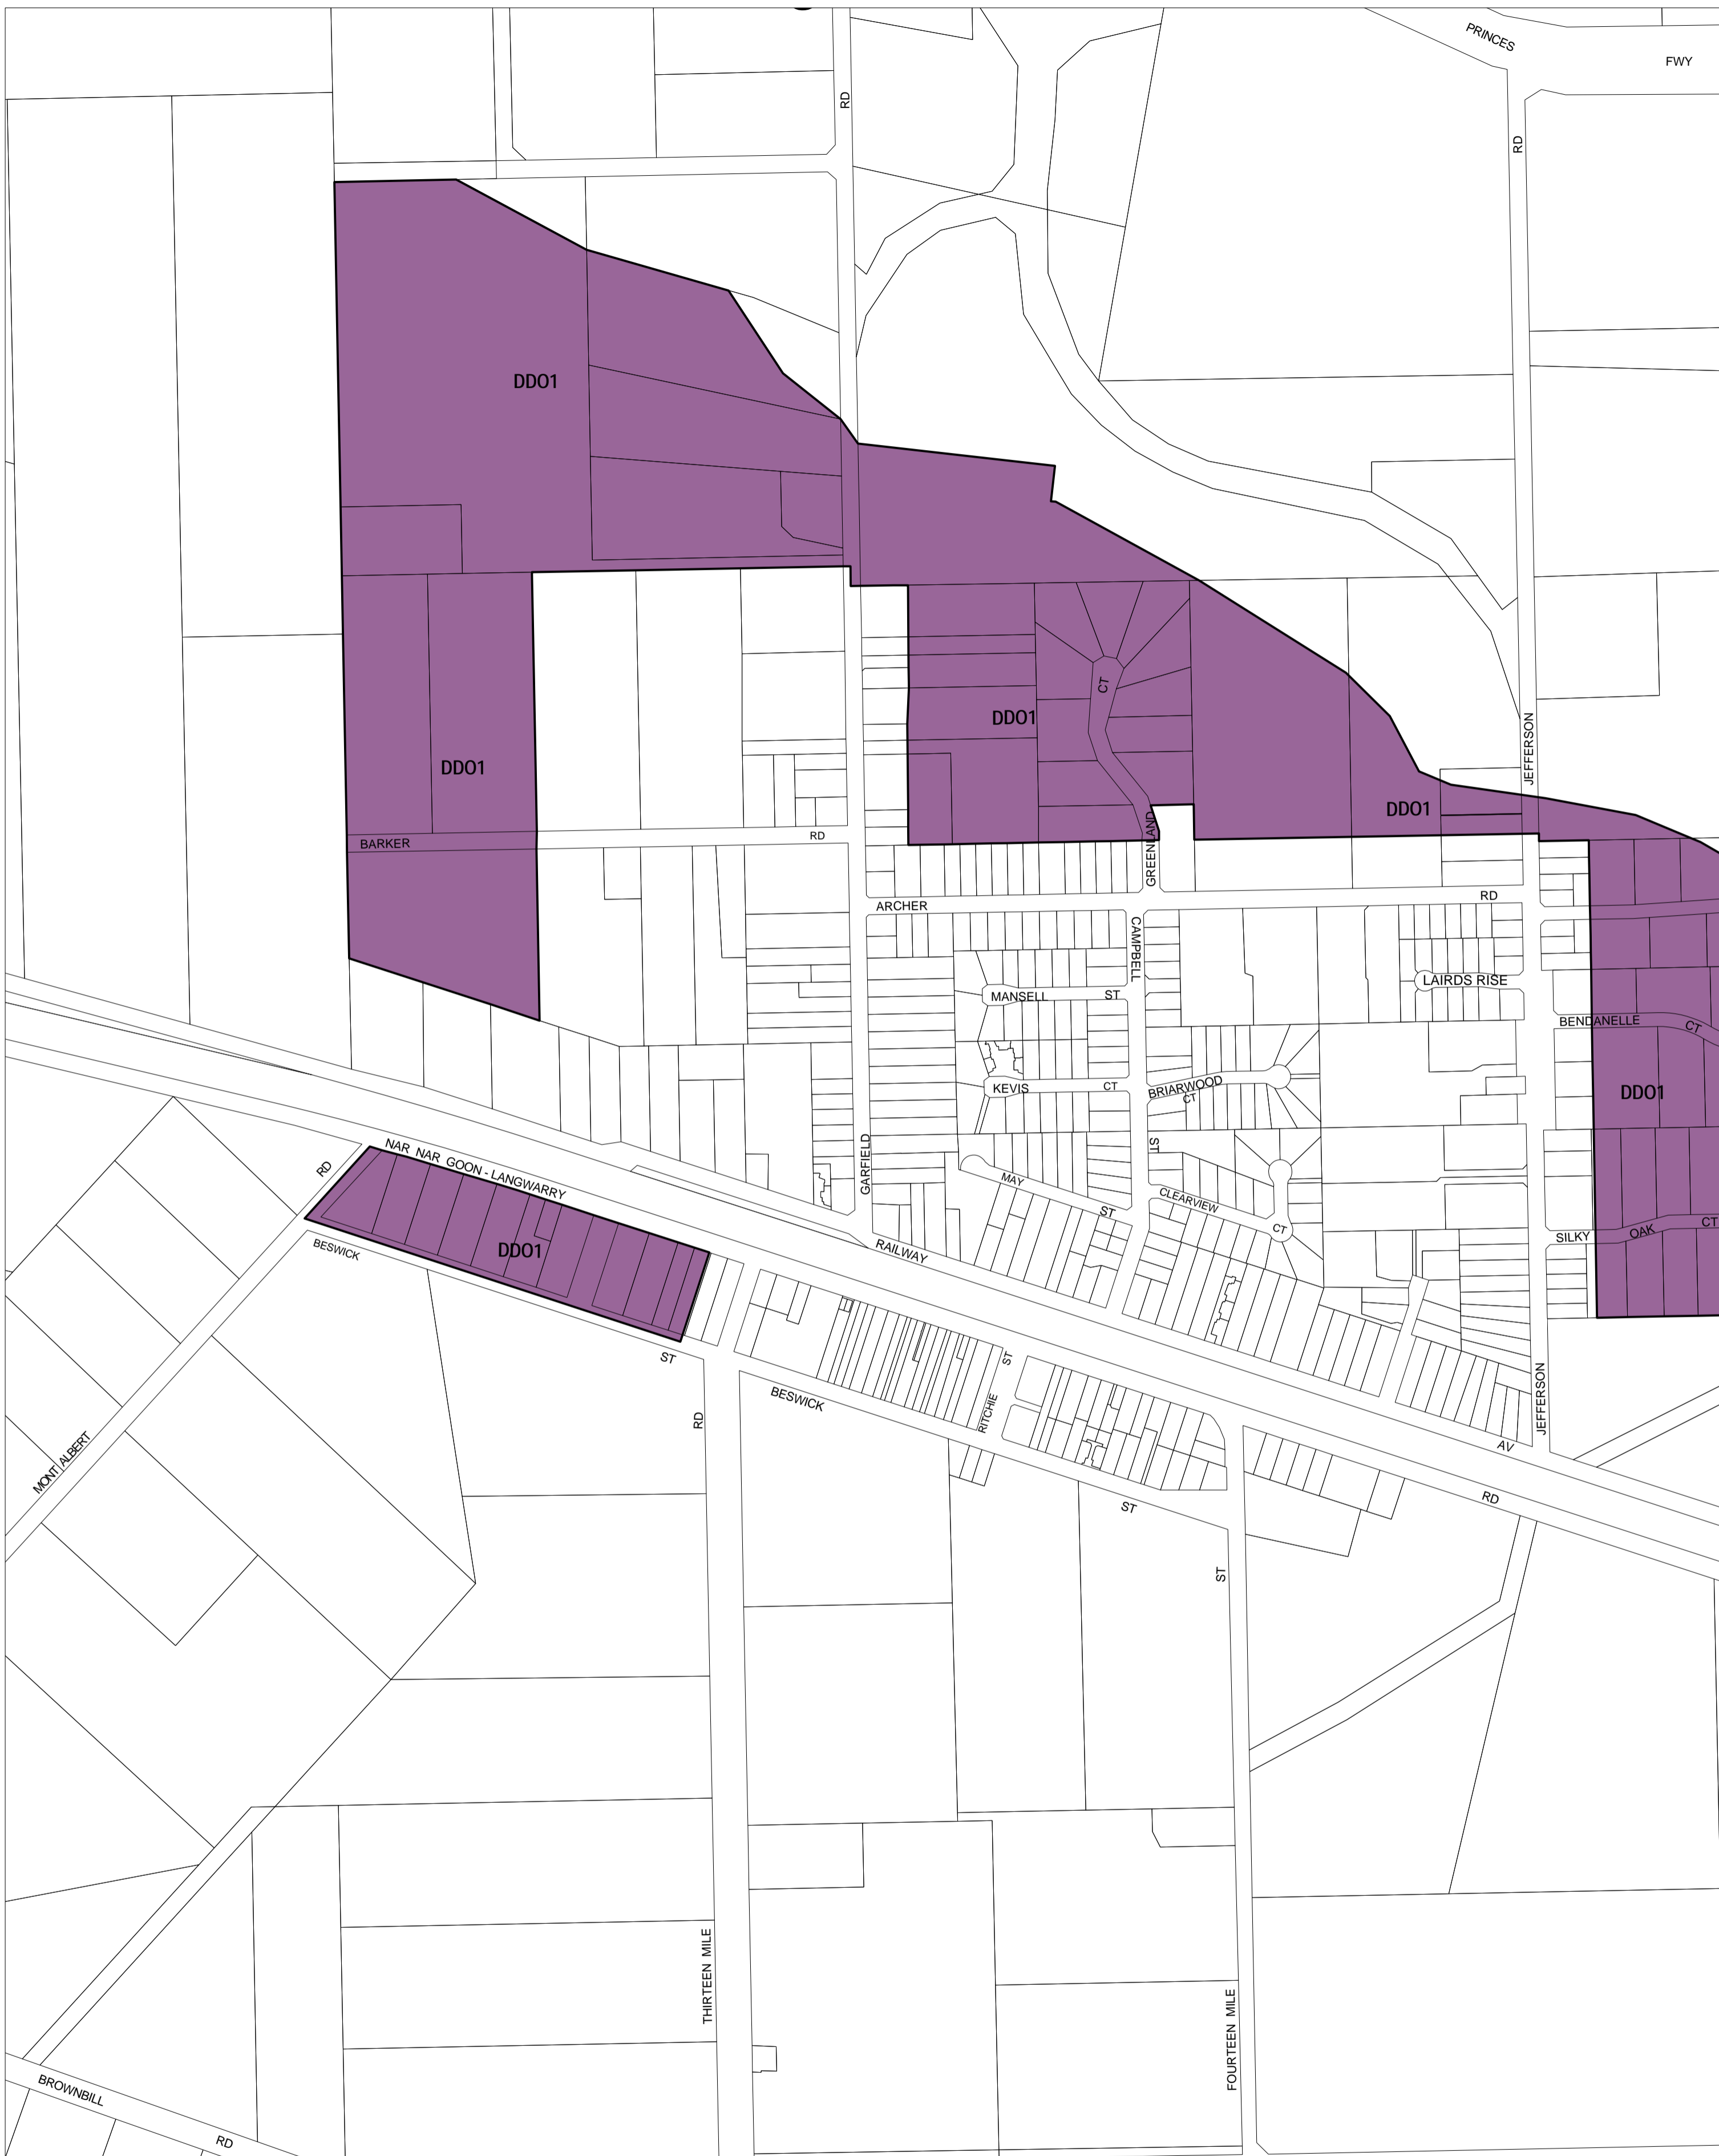 PRINCES
FWY
RD
RD
DDO1
CT
DDO1
JEFFERSON
DDO1
DDO1
BARKER
RD
GREENLAND
ARCHER
RD
CAMPBELL
LAIRDS RISE
MANSELL ST
BENDANELLE CT
KEVIS CT
BRIARWOOD
CT
DDO1
NAR NAR GOON - LANGWARRY
RD
GARFIELD
ST
MAY
ST
CLEARVIEW
CT
SILKY OAK CT
BESWICK
DDO1
RAILWAY
ST
ST
BESWICK
RITCHIE
JEFFERSON
RD
MONT ALBERT
AV
RD
ST
ST
THIRTEEN MILE
FOURTEEN MILE
BROWNBILL
RD